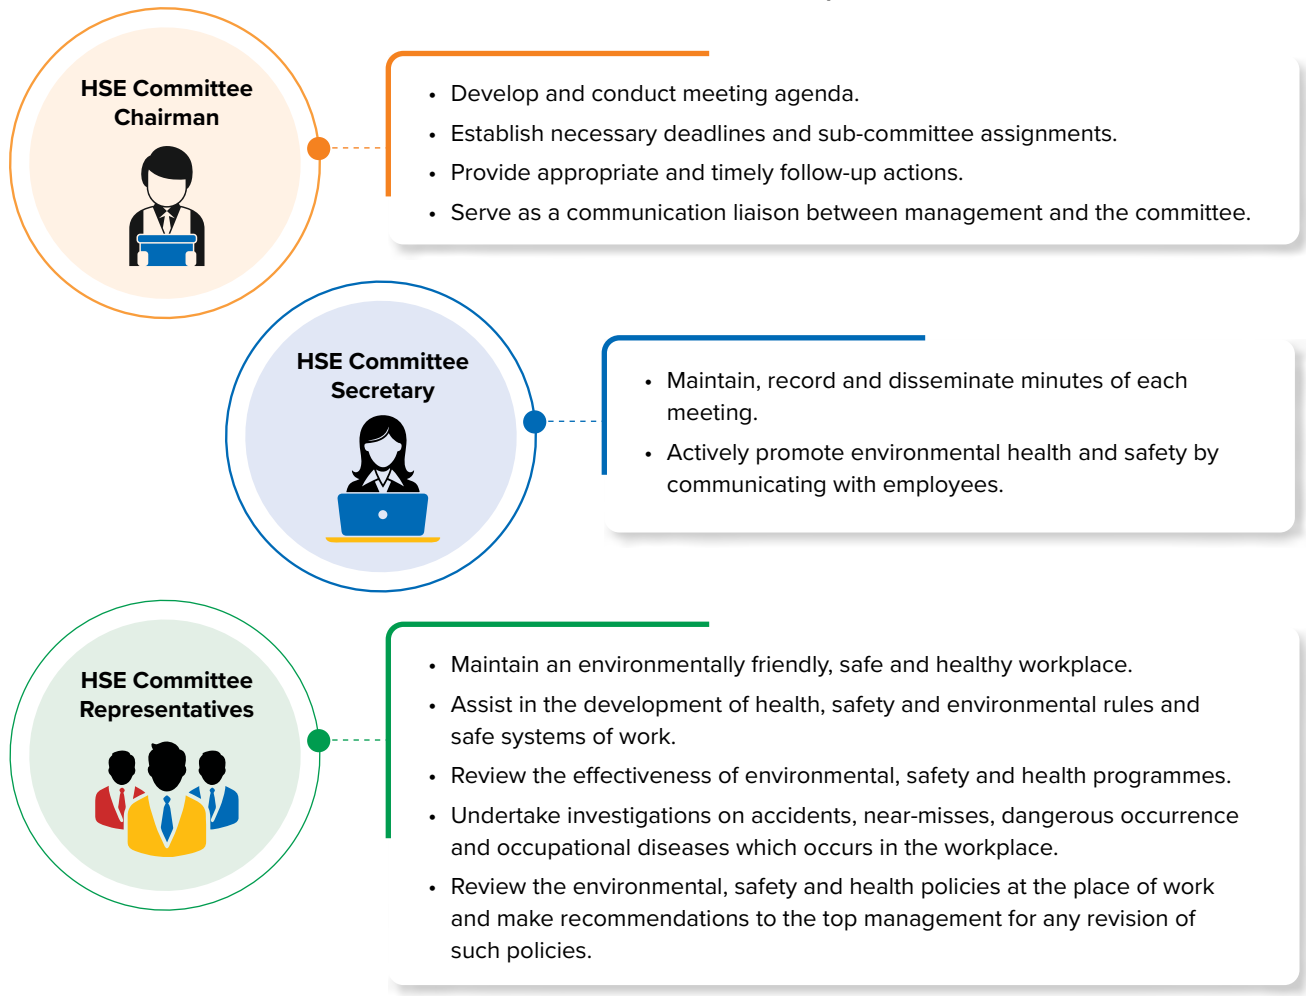 HSE Committee
Chairman
• Develop and conduct meeting agenda.
• Establish necessary deadlines and sub-committee assignments.
• Provide appropriate and timely follow-up actions.
• Serve as a communication liaison between management and the committee.
HSE Committee
Secretary
• Maintain, record and disseminate minutes of each
meeting.
• Actively promote environmental health and safety by
communicating with employees.
HSE Committee
Representatives
• Maintain an environmentally friendly, safe and healthy workplace.
• Assist in the development of health, safety and environmental rules and
safe systems of work.
• Review the effectiveness of environmental, safety and health programmes.
• Undertake investigations on accidents, near-misses, dangerous occurrence
and occupational diseases which occurs in the workplace.
• Review the environmental, safety and health policies at the place of work
and make recommendations to the top management for any revision of
such policies.